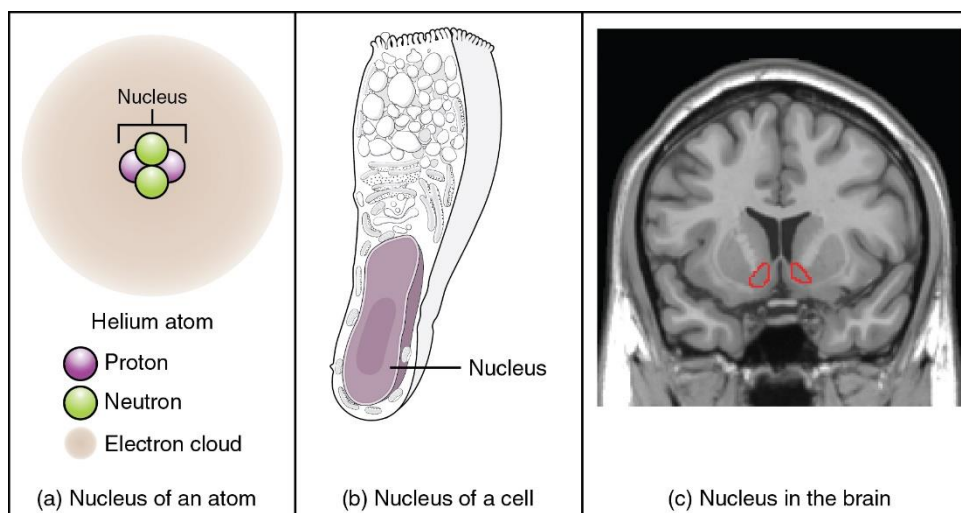 Nucleus
Helium atom
Proton
Neutron
Electron cloud
(a) Nucleus of an atom
Nucleus
(b) Nucleus of a cell
(c) Nucleus in the brain